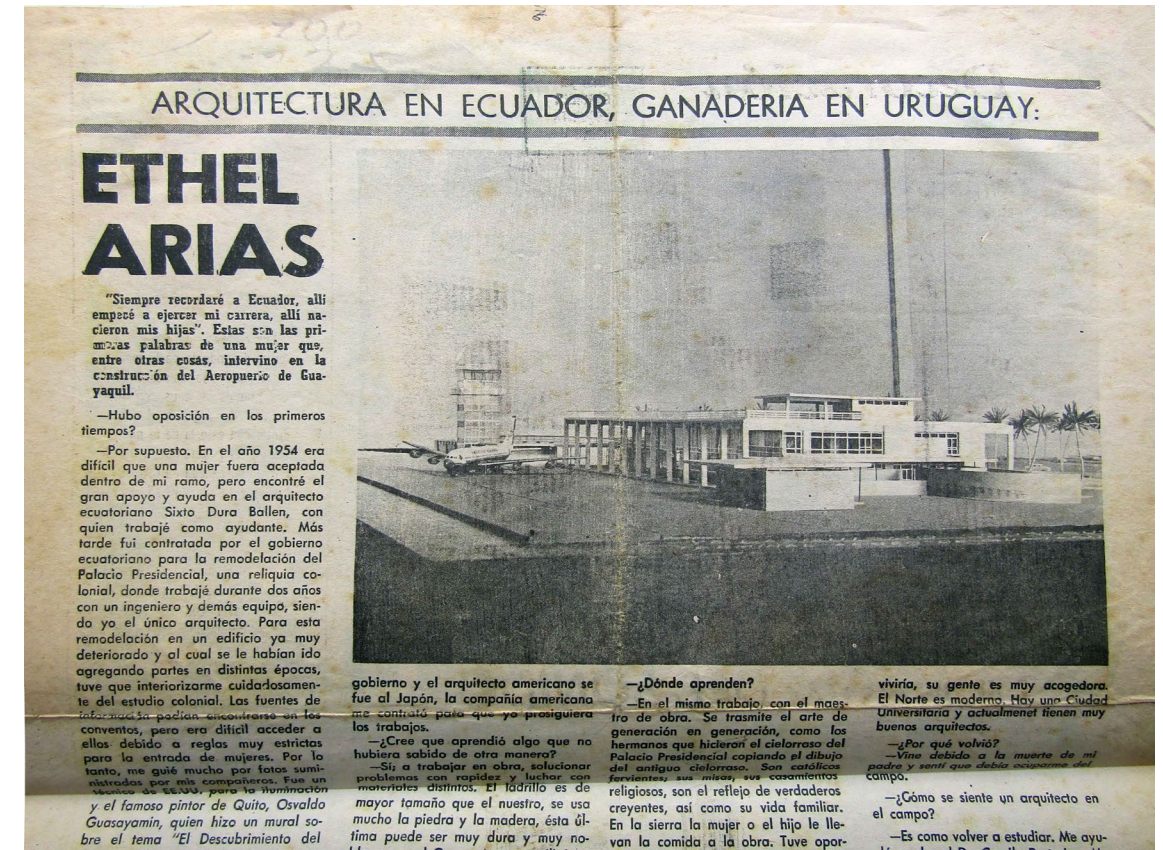 ARQUITECTURA EN ECUADOR, GANADERIA EN URUGUAY:
ETHEL
ARIAS
"Siempre recordaré a Ecuador, allí
empecé a ejercer mi carrera, allí na-
cieron mis hijas". Estas son las pri-
meras palabras de una mujer que,
entre otras cosas, intervino en la
construcción del Aeropuerto de Gua-
yaquil.
—Hubo oposición en los primeros
tiempos?
—Por supuesto. En el año 1954 era
difícil que una mujer fuera aceptada
dentro de mi ramo, pero encontré el
gran apoyo y ayuda en el arquitecto
ecuatoriano Sixto Dura Ballen, con
quien trabajé como ayudante. Más
tarde fui contratada por el gobierno
ecuatoriano para la remodelación del
Palacio Presidencial, una reliquia co-
lonial, donde trabajé durante dos años
con un ingeniero y demás equipo, sien-
do yo el único arquitecto. Para esta
remodelación en un edificio ya muy
deteriorado y al cual se le habían ido
agregando partes en distintas épocas,
tuve que interiorizarme cuidadosamen-
te del estudio colonial. Las fuentes de
información podían encontrarse en los
conventos, pero era difícil acceder a
ellos debido a reglas muy estrictas
para la entrada de mujeres. Por lo
tanto, me guié mucho por fotos sumi-
nistradas por mis compañeros. Fue un
técnico de EEUU, para la iluminación
y el famoso pintor de Quito, Osvaldo
Guasayamín, quien hizo un mural so-
bre el tema "El Descubrimiento del
gobierno y el arquitecto americano se
fue al Japón, la compañía americana
me contrató para que yo prosiguiera
los trabajos.
—¿Cree que aprendió algo que no
hubiera sabido de otra manera?
—Sí; a trabajar en obra, solucionar
problemas con rapidez y luchar con
materiales distintos. El ladrillo es de
mayor tamaño que el nuestro, se usa
mucho la piedra y la madera, ésta úl-
tima puede ser muy dura y muy no-
—¿Dónde aprenden?
—En el mismo trabajo, con el maes-
tro de obra. Se trasmite el arte de
generación en generación, como los
hermanos que hicieron el cielorraso del
Palacio Presidencial copiando el dibujo
del antiguo cielorraso. Son católicos
fervientes, sus misas, sus casamientos
religiosos, son el reflejo de verdaderos
creyentes, así como su vida familiar.
En la sierra la mujer o el hijo le lle-
van la comida a la obra. Tuve opor-
viviría, su gente es muy acogedora.
El Norte es moderno. Hay una Ciudad
Universitaria y actualmenet tienen muy
buenos arquitectos.
—¿Por qué volvió?
—Vine debido a la muerte de mi
padre y sentí que debía ocuparme del
campo.
—¿Cómo se siente un arquitecto en
el campo?
—Es como volver a estudiar. Me ayu-